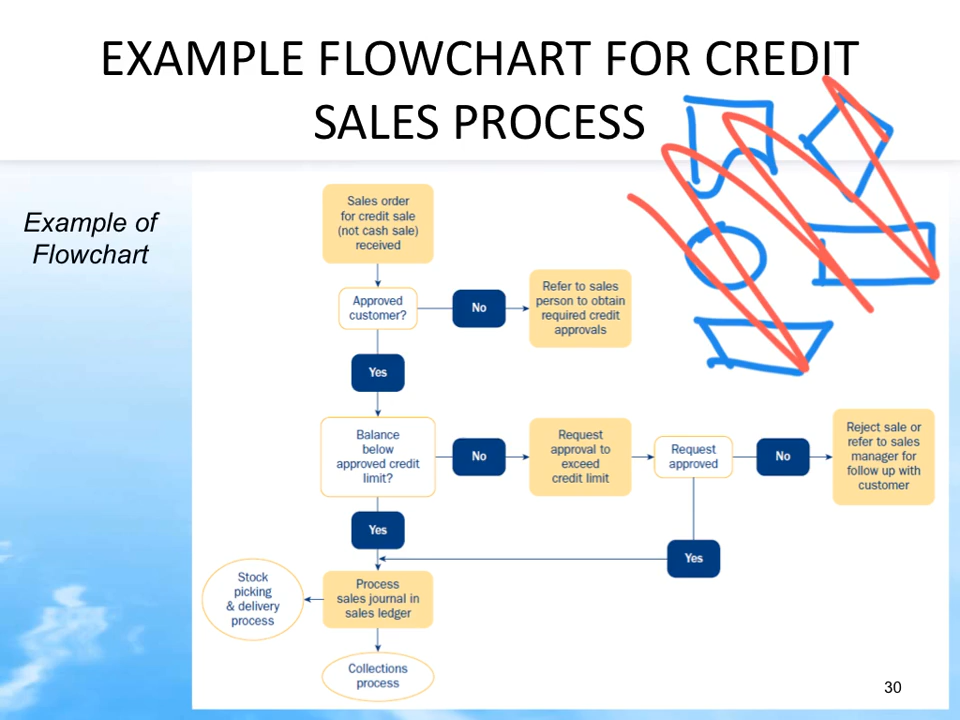 EXAMPLE FLOWCHART FOR CREDIT
SALES PROCESS
Example of
Flowchart
Sales order
for credit sale
(not cash sale)
received
Approved
customer?
No
Refer to sales
person to obtain
required credit
approvals
Yes
Balance
below
approved credit
limit?
No
Request
approval to
exceed
credit limit
Request
approved
No
Reject sale or
refer to sales
manager for
follow up with
customer
Yes
Yes
Stock
picking
& delivery
process
Process
sales journal in
sales ledger
Collections
process
30